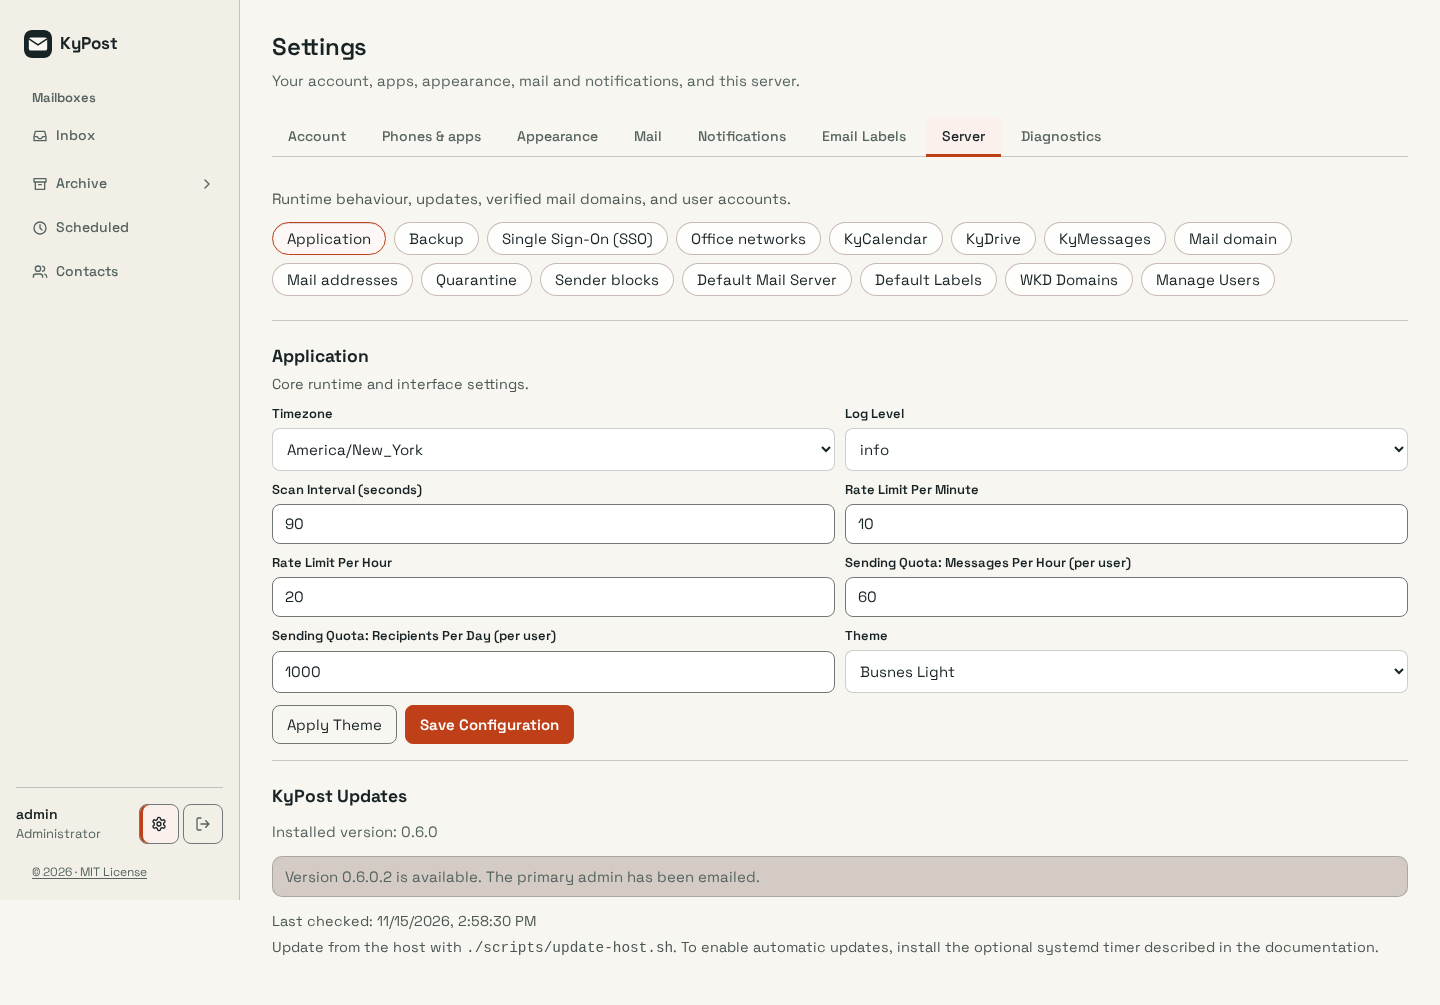 KyPost
Mailboxes
Inbox
Archive
Scheduled
Contacts
admin
Administrator
© 2026 · MIT License
Settings
Your account, apps, appearance, mail and notifications, and this server.
Account Phones & apps Appearance Mail Notifications Email Labels Server Diagnostics
Runtime behaviour, updates, verified mail domains, and user accounts.
Application Backup Single Sign-On (SSO) Office networks KyCalendar KyDrive KyMessages Mail domain
Mail addresses Quarantine Sender blocks Default Mail Server Default Labels WKD Domains Manage Users
Application
Core runtime and interface settings.
Timezone Log Level
America/New_York info
Scan Interval (seconds) Rate Limit Per Minute
90 10
Rate Limit Per Hour Sending Quota: Messages Per Hour (per user)
20 60
Sending Quota: Recipients Per Day (per user) Theme
1000 Busnes Light
Apply Theme Save Configuration
KyPost Updates
Installed version: 0.6.0
Version 0.6.0.2 is available. The primary admin has been emailed.
Last checked: 11/15/2026, 2:58:30 PM
Update from the host with ./scripts/update-host.sh. To enable automatic updates, install the optional systemd timer described in the documentation.